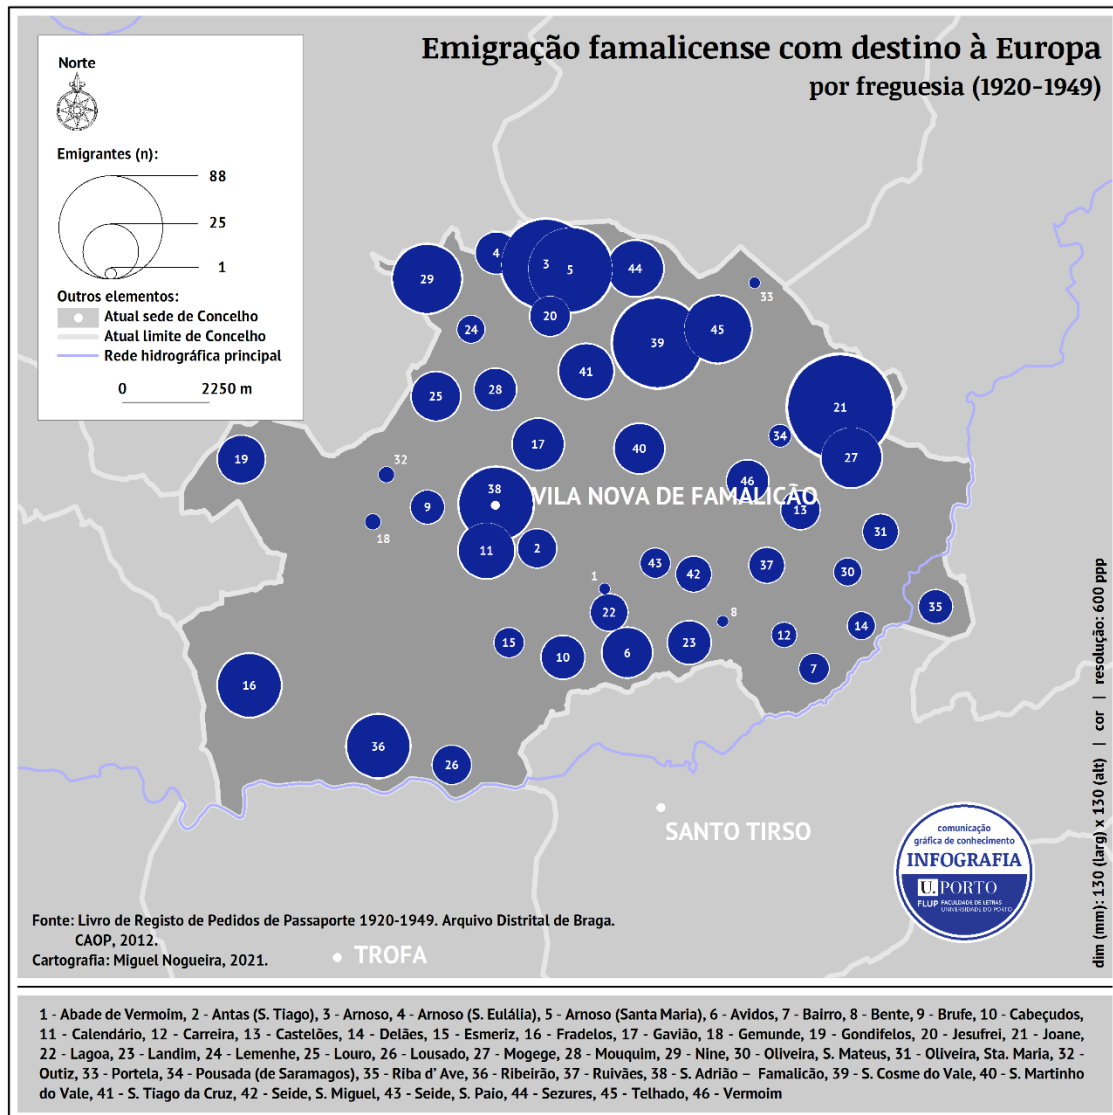 Emigração famalicense com destino à Europa
por freguesia (1920-1949)
Norte
Emigrantes (n):
88
25
1
Outros elementos:
Atual sede de Concelho
Atual limite de Concelho
Rede hidrográfica principal
0 2250 m
4
3
5
44
29
33
20
24
39
45
41
28
25
21
34
17
40
27
19
32
46
38
VILA NOVA DE FAMALICÃO
9
13
18
31
11
2
43
42
37
30
1
22
8
35
14
12
15
10
6
23
7
16
36
26
SANTO TIRSO
TROFA
comunicação
gráfica de conhecimento
INFOGRAFIA
U. PORTO
FLUP FACULDADE DE LETRAS
UNIVERSIDADE DO PORTO
dim (mm): 130 (larg) x 130 (alt) | cor | resolução: 600 ppp
Fonte: Livro de Registo de Pedidos de Passaporte 1920-1949. Arquivo Distrital de Braga.
CAOP, 2012.
Cartografia: Miguel Nogueira, 2021.
1 - Abade de Vermoim, 2 - Antas (S. Tiago), 3 - Arnoso, 4 - Arnoso (S. Eulália), 5 - Arnoso (Santa Maria), 6 - Avidos, 7 - Bairro, 8 - Bente, 9 - Brufe, 10 - Cabeçudos,
11 - Calendário, 12 - Carreira, 13 - Castelões, 14 - Delães, 15 - Esmeriz, 16 - Fradelos, 17 - Gavião, 18 - Gemunde, 19 - Gondifelos, 20 - Jesufrei, 21 - Joane,
22 - Lagoa, 23 - Landim, 24 - Lemenhe, 25 - Louro, 26 - Lousado, 27 - Mogege, 28 - Mouquim, 29 - Nine, 30 - Oliveira, S. Mateus, 31 - Oliveira, Sta. Maria, 32 -
Outiz, 33 - Portela, 34 - Pousada (de Saramagos), 35 - Riba d' Ave, 36 - Ribeirão, 37 - Ruivães, 38 - S. Adrião – Famalicão, 39 - S. Cosme do Vale, 40 - S. Martinho
do Vale, 41 - S. Tiago da Cruz, 42 - Seide, S. Miguel, 43 - Seide, S. Paio, 44 - Sezures, 45 - Telhado, 46 - Vermoim